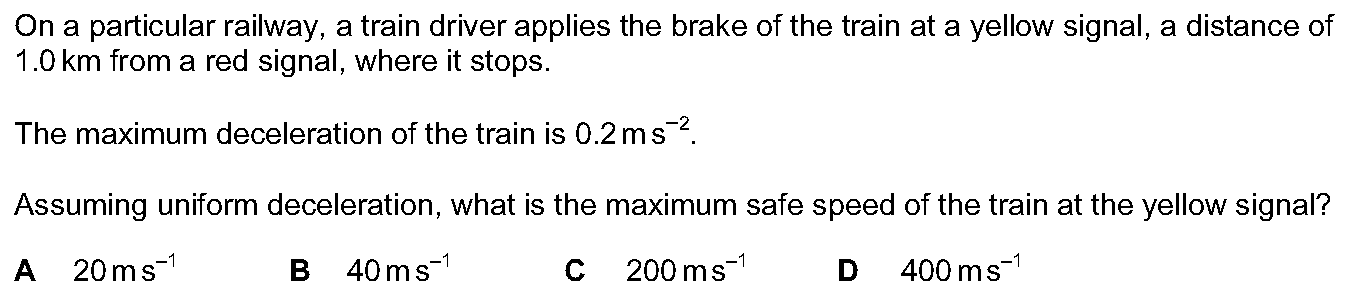 On a particular railway, a train driver applies the brake of the train at a yellow signal, a distance of
1.0 km from a red signal, where it stops.
The maximum deceleration of the train is 0.2 m s⁻².
Assuming uniform deceleration, what is the maximum safe speed of the train at the yellow signal?
A 20 m s⁻¹ B 40 m s⁻¹ C 200 m s⁻¹ D 400 m s⁻¹